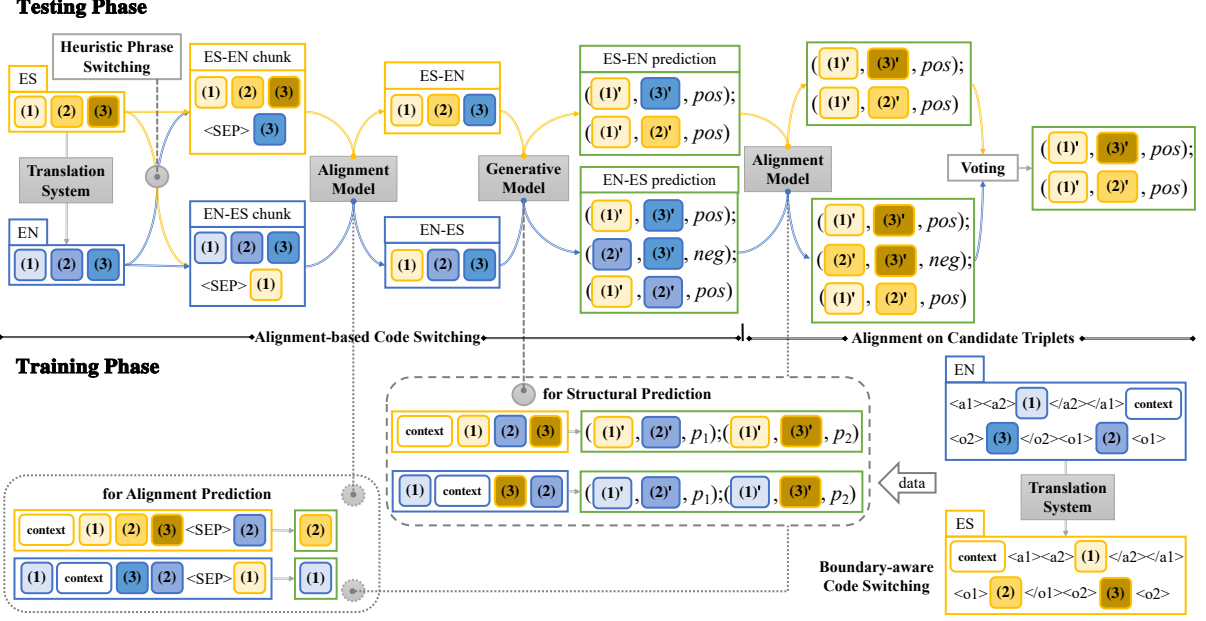 Testing Phase
Heuristic Phrase
Switching
ES
(1) (2) (3)
Translation
System
EN
(1) (2) (3)
ES-EN chunk
(1) (2) (3)
<SEP> (3)
EN-ES chunk
(1) (2) (3)
<SEP> (1)
Alignment
Model
ES-EN
(1) (2) (3)
EN-ES
(1) (2) (3)
Generative
Model
ES-EN prediction
((1)' , (3)' , pos);
((1)' , (2)' , pos)
EN-ES prediction
((1)' , (3)' , pos);
((2)' , (3)' , neg);
((1)' , (2)' , pos)
Alignment
Model
((1)' , (3)' , pos);
((1)' , (2)' , pos)
((1)' , (3)' , pos);
((2)' , (3)' , neg);
((1)' , (2)' , pos)
Voting
((1)' , (3)' , pos);
((1)' , (2)' , pos)
Alignment-based Code Switching
Alignment on Candidate Triplets
Training Phase
for Alignment Prediction
context (1) (2) (3) <SEP> (2) (2)
(1) context (3) (2) <SEP> (1) (1)
for Structural Prediction
context (1) (2) (3) ((1)' , (2)' , p1);((1)' , (3)' , p2)
(1) context (3) (2) ((1)' , (2)' , p1);((1)' , (3)' , p2)
data
EN
<a1><a2> (1) </a2></a1> context
<o2> (3) </o2><o1> (2) <o1>
Translation
System
ES
context <a1><a2> (1) </a2></a1>
<o1> (2) </o1><o2> (3) <o2>
Boundary-aware
Code Switching